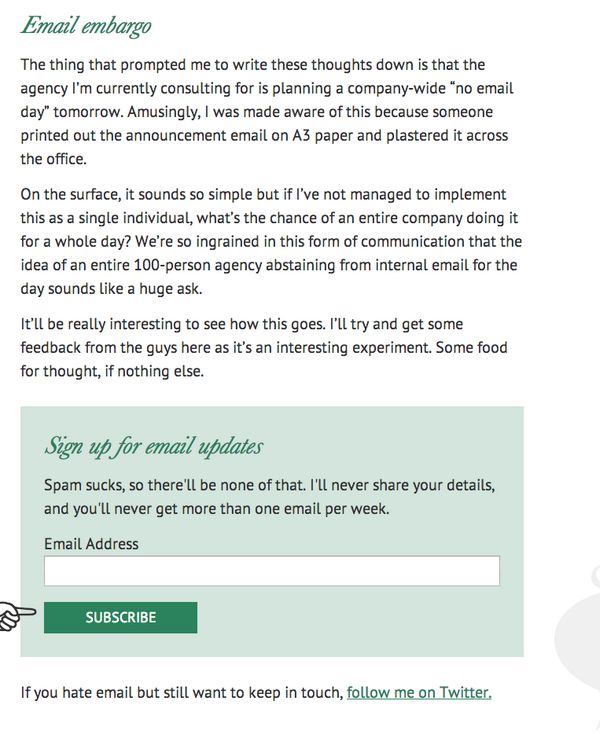 Email embargo
The thing that prompted me to write these thoughts down is that the
agency I’m currently consulting for is planning a company-wide “no email
day” tomorrow. Amusingly, I was made aware of this because someone
printed out the announcement email on A3 paper and plastered it across
the office.
On the surface, it sounds so simple but if I’ve not managed to implement
this as a single individual, what’s the chance of an entire company doing it
for a whole day? We’re so ingrained in this form of communication that the
idea of an entire 100-person agency abstaining from internal email for the
day sounds like a huge ask.
It’ll be really interesting to see how this goes. I’ll try and get some
feedback from the guys here as it’s an interesting experiment. Some food
for thought, if nothing else.
Sign up for email updates
Spam sucks, so there'll be none of that. I'll never share your details,
and you'll never get more than one email per week.
Email Address
SUBSCRIBE
If you hate email but still want to keep in touch, follow me on Twitter.